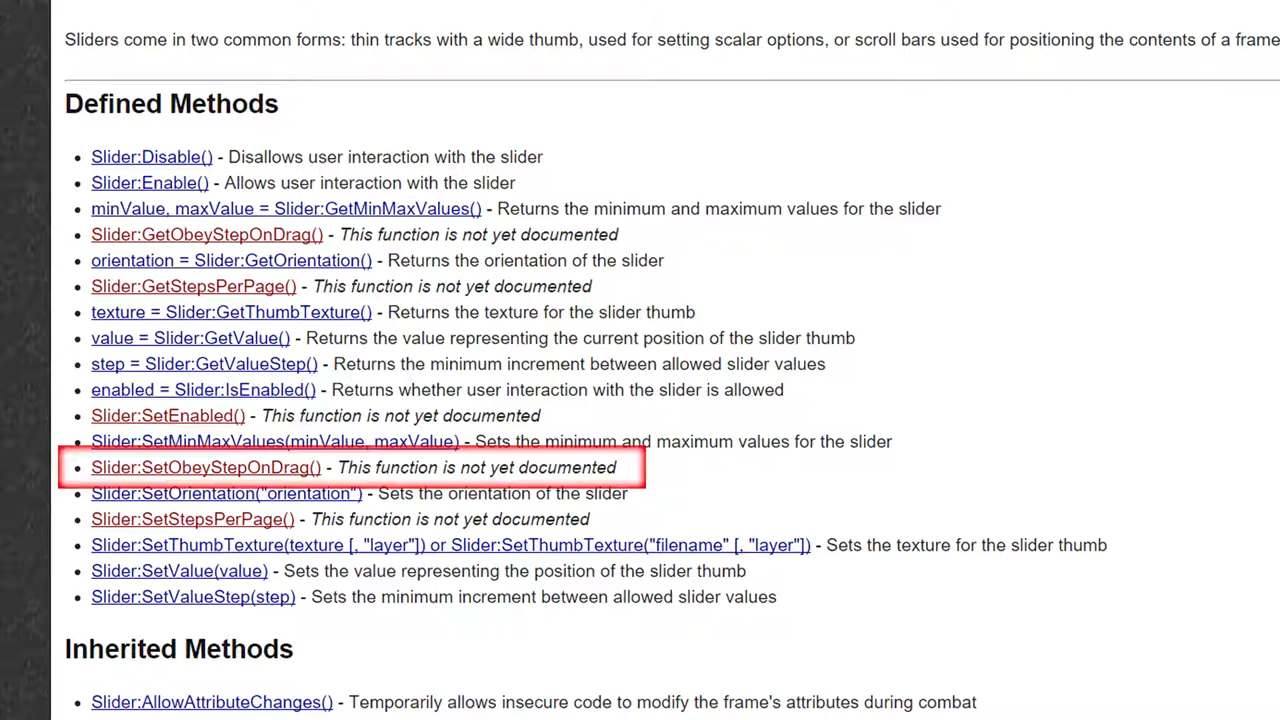 Sliders come in two common forms: thin tracks with a wide thumb, used for setting scalar options, or scroll bars used for positioning the contents of a frame
Defined Methods
• Slider:Disable() - Disallows user interaction with the slider
• Slider:Enable() - Allows user interaction with the slider
• minValue, maxValue = Slider:GetMinMaxValues() - Returns the minimum and maximum values for the slider
• Slider:GetObeyStepOnDrag() - This function is not yet documented
• orientation = Slider:GetOrientation() - Returns the orientation of the slider
• Slider:GetStepsPerPage() - This function is not yet documented
• texture = Slider:GetThumbTexture() - Returns the texture for the slider thumb
• value = Slider:GetValue() - Returns the value representing the current position of the slider thumb
• step = Slider:GetValueStep() - Returns the minimum increment between allowed slider values
• enabled = Slider:IsEnabled() - Returns whether user interaction with the slider is allowed
• Slider:SetEnabled() - This function is not yet documented
• Slider:SetMinMaxValues(minValue, maxValue) - Sets the minimum and maximum values for the slider
• Slider:SetObeyStepOnDrag() - This function is not yet documented
• Slider:SetOrientation("orientation") - Sets the orientation of the slider
• Slider:SetStepsPerPage() - This function is not yet documented
• Slider:SetThumbTexture(texture [, "layer"]) or Slider:SetThumbTexture("filename" [, "layer"]) - Sets the texture for the slider thumb
• Slider:SetValue(value) - Sets the value representing the position of the slider thumb
• Slider:SetValueStep(step) - Sets the minimum increment between allowed slider values
Inherited Methods
• Slider:AllowAttributeChanges() - Temporarily allows insecure code to modify the frame's attributes during combat